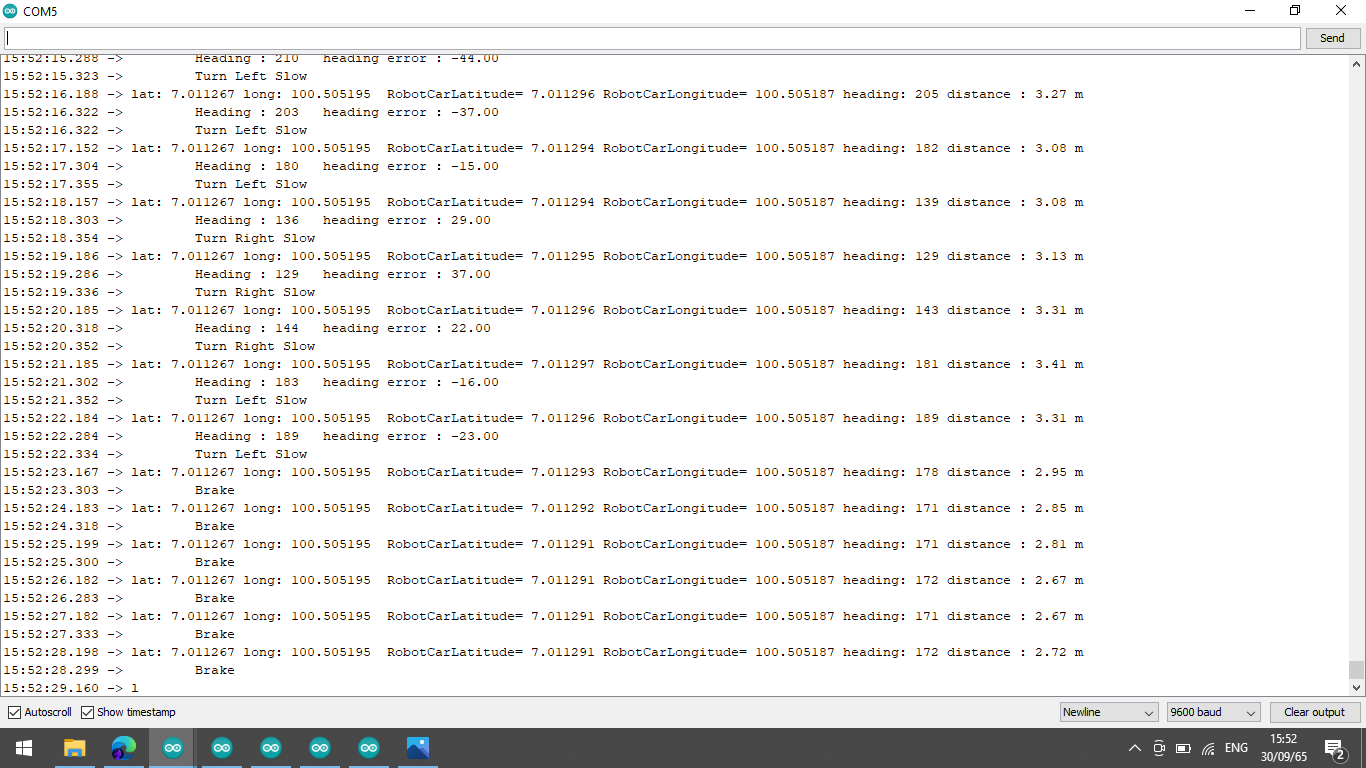 COM5
Send
15:52:15.288 -> Heading : 210 heading error : -44.00
15:52:15.323 -> Turn Left Slow
15:52:16.188 -> lat: 7.011267 long: 100.505195 RobotCarLatitude= 7.011296 RobotCarLongitude= 100.505187 heading: 205 distance : 3.27 m
15:52:16.322 -> Heading : 203 heading error : -37.00
15:52:16.322 -> Turn Left Slow
15:52:17.152 -> lat: 7.011267 long: 100.505195 RobotCarLatitude= 7.011294 RobotCarLongitude= 100.505187 heading: 182 distance : 3.08 m
15:52:17.304 -> Heading : 180 heading error : -15.00
15:52:17.355 -> Turn Left Slow
15:52:18.157 -> lat: 7.011267 long: 100.505195 RobotCarLatitude= 7.011294 RobotCarLongitude= 100.505187 heading: 139 distance : 3.08 m
15:52:18.303 -> Heading : 136 heading error : 29.00
15:52:18.354 -> Turn Right Slow
15:52:19.186 -> lat: 7.011267 long: 100.505195 RobotCarLatitude= 7.011295 RobotCarLongitude= 100.505187 heading: 129 distance : 3.13 m
15:52:19.286 -> Heading : 129 heading error : 37.00
15:52:19.336 -> Turn Right Slow
15:52:20.185 -> lat: 7.011267 long: 100.505195 RobotCarLatitude= 7.011296 RobotCarLongitude= 100.505187 heading: 143 distance : 3.31 m
15:52:20.318 -> Heading : 144 heading error : 22.00
15:52:20.352 -> Turn Right Slow
15:52:21.185 -> lat: 7.011267 long: 100.505195 RobotCarLatitude= 7.011297 RobotCarLongitude= 100.505187 heading: 181 distance : 3.41 m
15:52:21.302 -> Heading : 183 heading error : -16.00
15:52:21.352 -> Turn Left Slow
15:52:22.184 -> lat: 7.011267 long: 100.505195 RobotCarLatitude= 7.011296 RobotCarLongitude= 100.505187 heading: 189 distance : 3.31 m
15:52:22.284 -> Heading : 189 heading error : -23.00
15:52:22.334 -> Turn Left Slow
15:52:23.167 -> lat: 7.011267 long: 100.505195 RobotCarLatitude= 7.011293 RobotCarLongitude= 100.505187 heading: 178 distance : 2.95 m
15:52:23.303 -> Brake
15:52:24.183 -> lat: 7.011267 long: 100.505195 RobotCarLatitude= 7.011292 RobotCarLongitude= 100.505187 heading: 171 distance : 2.85 m
15:52:24.318 -> Brake
15:52:25.199 -> lat: 7.011267 long: 100.505195 RobotCarLatitude= 7.011291 RobotCarLongitude= 100.505187 heading: 171 distance : 2.81 m
15:52:25.300 -> Brake
15:52:26.182 -> lat: 7.011267 long: 100.505195 RobotCarLatitude= 7.011291 RobotCarLongitude= 100.505187 heading: 172 distance : 2.67 m
15:52:26.283 -> Brake
15:52:27.182 -> lat: 7.011267 long: 100.505195 RobotCarLatitude= 7.011291 RobotCarLongitude= 100.505187 heading: 171 distance : 2.67 m
15:52:27.333 -> Brake
15:52:28.198 -> lat: 7.011267 long: 100.505195 RobotCarLatitude= 7.011291 RobotCarLongitude= 100.505187 heading: 172 distance : 2.72 m
15:52:28.299 -> Brake
15:52:29.160 -> l
Autoscroll Show timestamp Newline 9600 baud Clear output
ENG 15:52
30/09/65 2